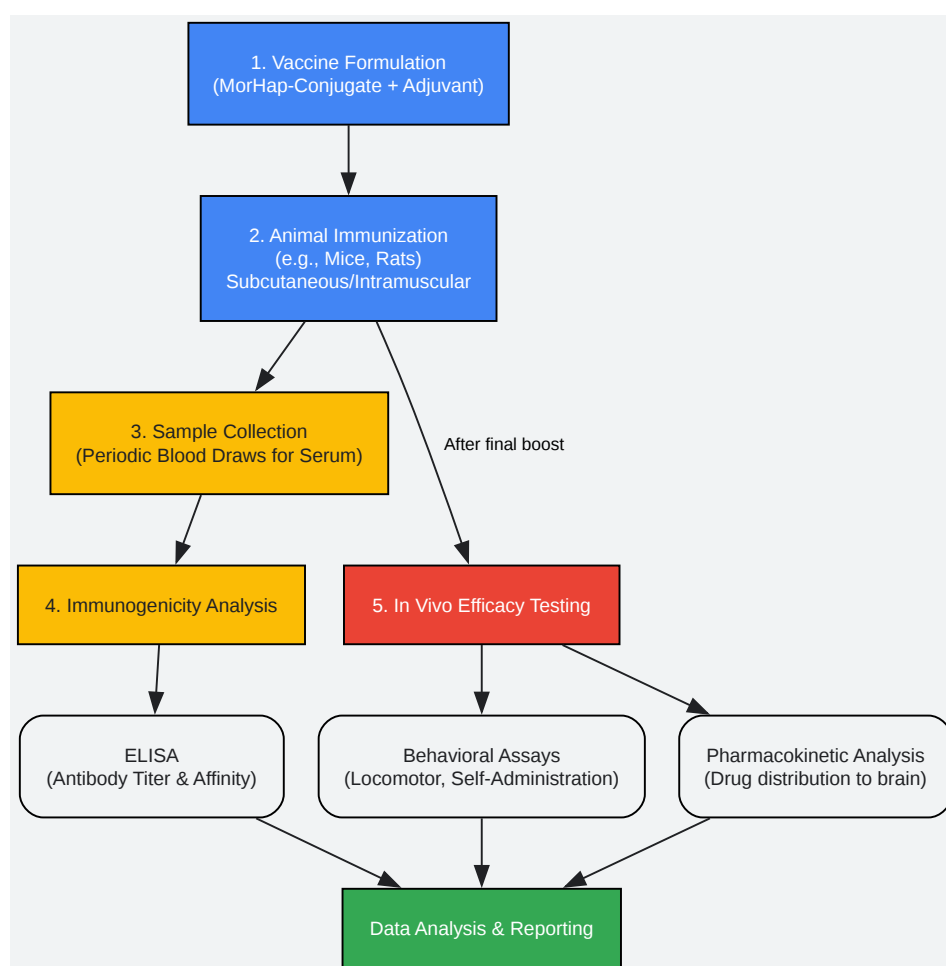 1. Vaccine Formulation
(MorHap-Conjugate + Adjuvant)
2. Animal Immunization
(e.g., Mice, Rats)
Subcutaneous/Intramuscular
3. Sample Collection
(Periodic Blood Draws for Serum)
After final boost
4. Immunogenicity Analysis
5. In Vivo Efficacy Testing
ELISA
(Antibody Titer & Affinity)
Behavioral Assays
(Locomotor, Self-Administration)
Pharmacokinetic Analysis
(Drug distribution to brain)
Data Analysis & Reporting